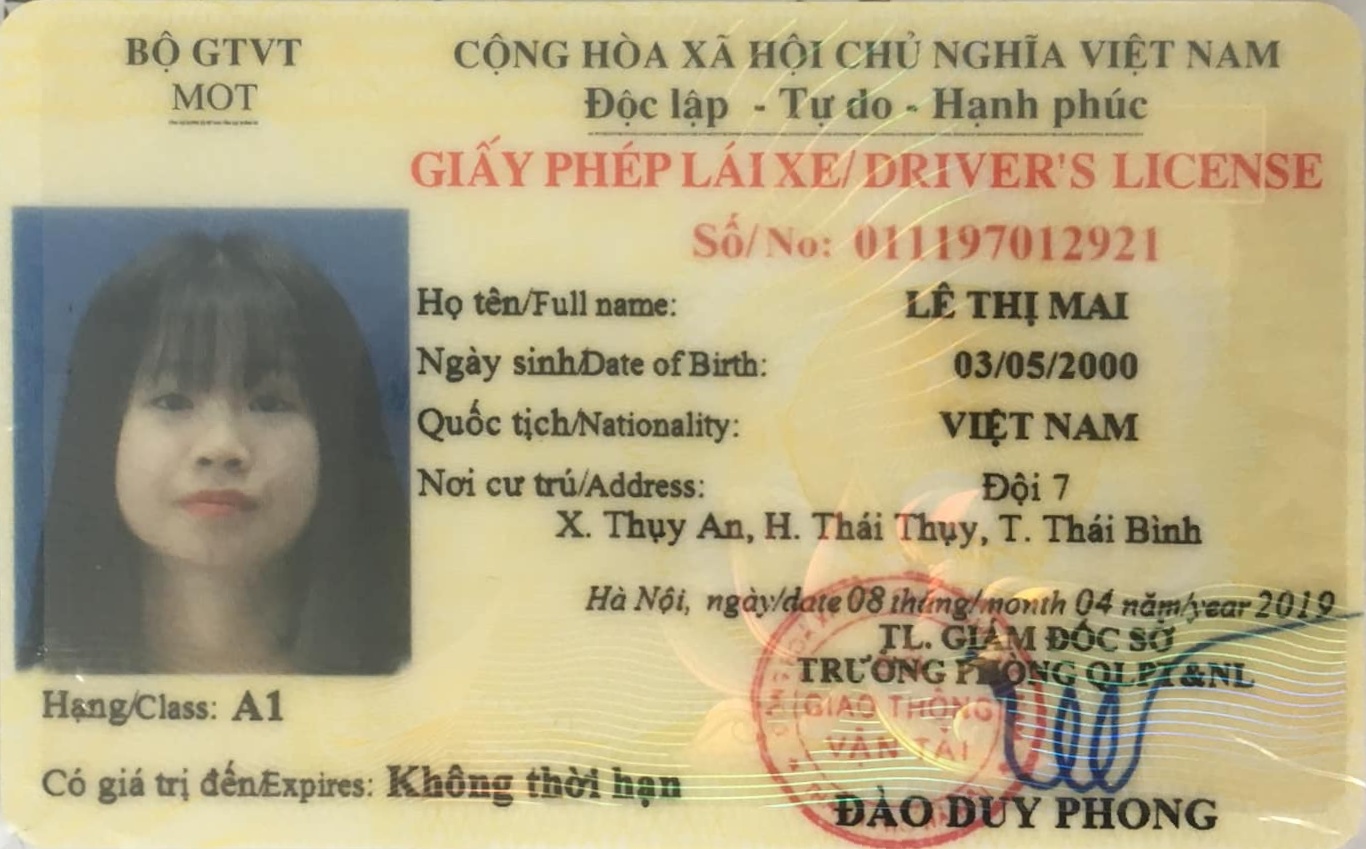 BỘ GTVT
MOT
CỘNG HÒA XÃ HỘI CHỦ NGHĨA VIỆT NAM
Độc lập - Tự do - Hạnh phúc
GIẤY PHÉP LÁI XE/ DRIVER'S LICENSE
Số/ No: 011197012921
Họ tên/Full name: LÊ THỊ MAI
Ngày sinh/Date of Birth: 03/05/2000
Quốc tịch/Nationality: VIỆT NAM
Nơi cư trú/Address: Đội 7
X. Thụy An, H. Thái Thụy, T. Thái Bình
Hà Nội, ngày/date 08 tháng/month 04 năm/year 2019
TL. GIÁM ĐỐC SỞ
TRƯỞNG PHÒNG QLPT&NL
GIAO THÔNG
VẬN TẢI
Hạng/Class: A1
Có giá trị đến/Expires: Không thời hạn
ĐÀO DUY PHONG